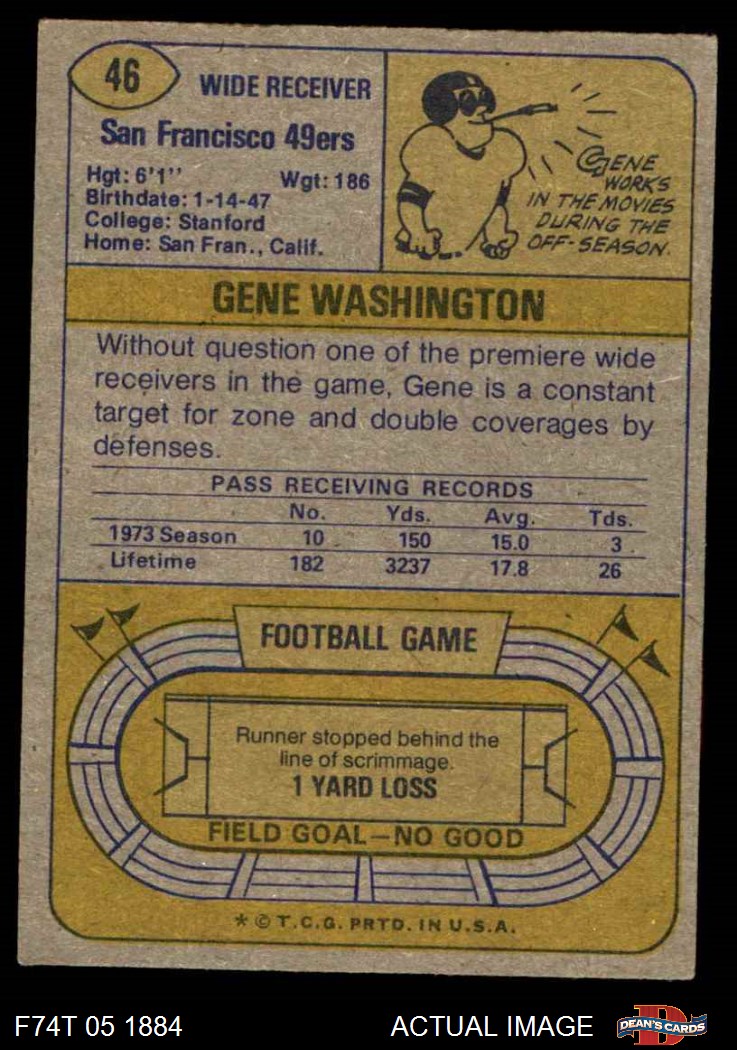 46
WIDE RECEIVER
San Francisco 49ers
Hgt: 6'1''  Wgt: 186
Birthdate: 1-14-47
College: Stanford
Home: San Fran., Calif.
GENE
WORKS
IN THE MOVIES
DURING THE
OFF-SEASON.
GENE WASHINGTON
Without question one of the premiere wide
receivers in the game, Gene is a constant
target for zone and double coverages by
defenses.
PASS RECEIVING RECORDS
No. Yds. Avg. Tds.
1973 Season 10 150 15.0 3
Lifetime 182 3237 17.8 26
FOOTBALL GAME
Runner stopped behind the
line of scrimmage.
1 YARD LOSS
FIELD GOAL—NO GOOD
* © T.C.G. PRTD. IN U.S.A.
F74T 05 1884 ACTUAL IMAGE
D
DEAN'S CARDS